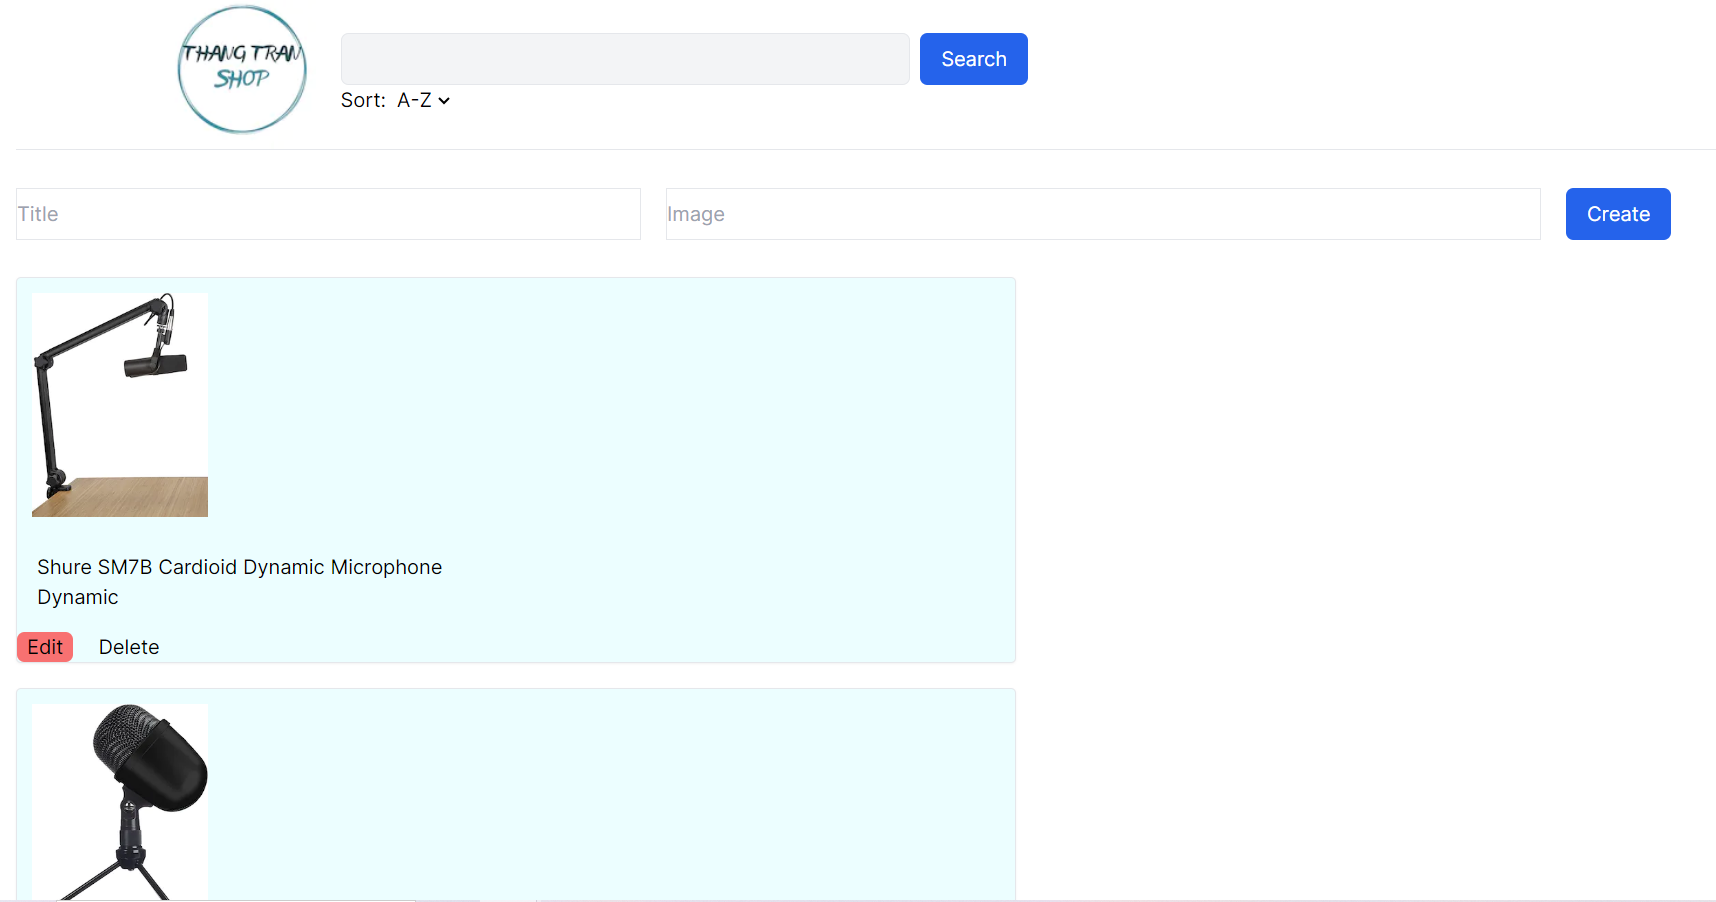 THANG TRAN
SHOP
Search
Sort: A-Z
Title
Image
Create
Shure SM7B Cardioid Dynamic Microphone
Dynamic
Edit
Delete